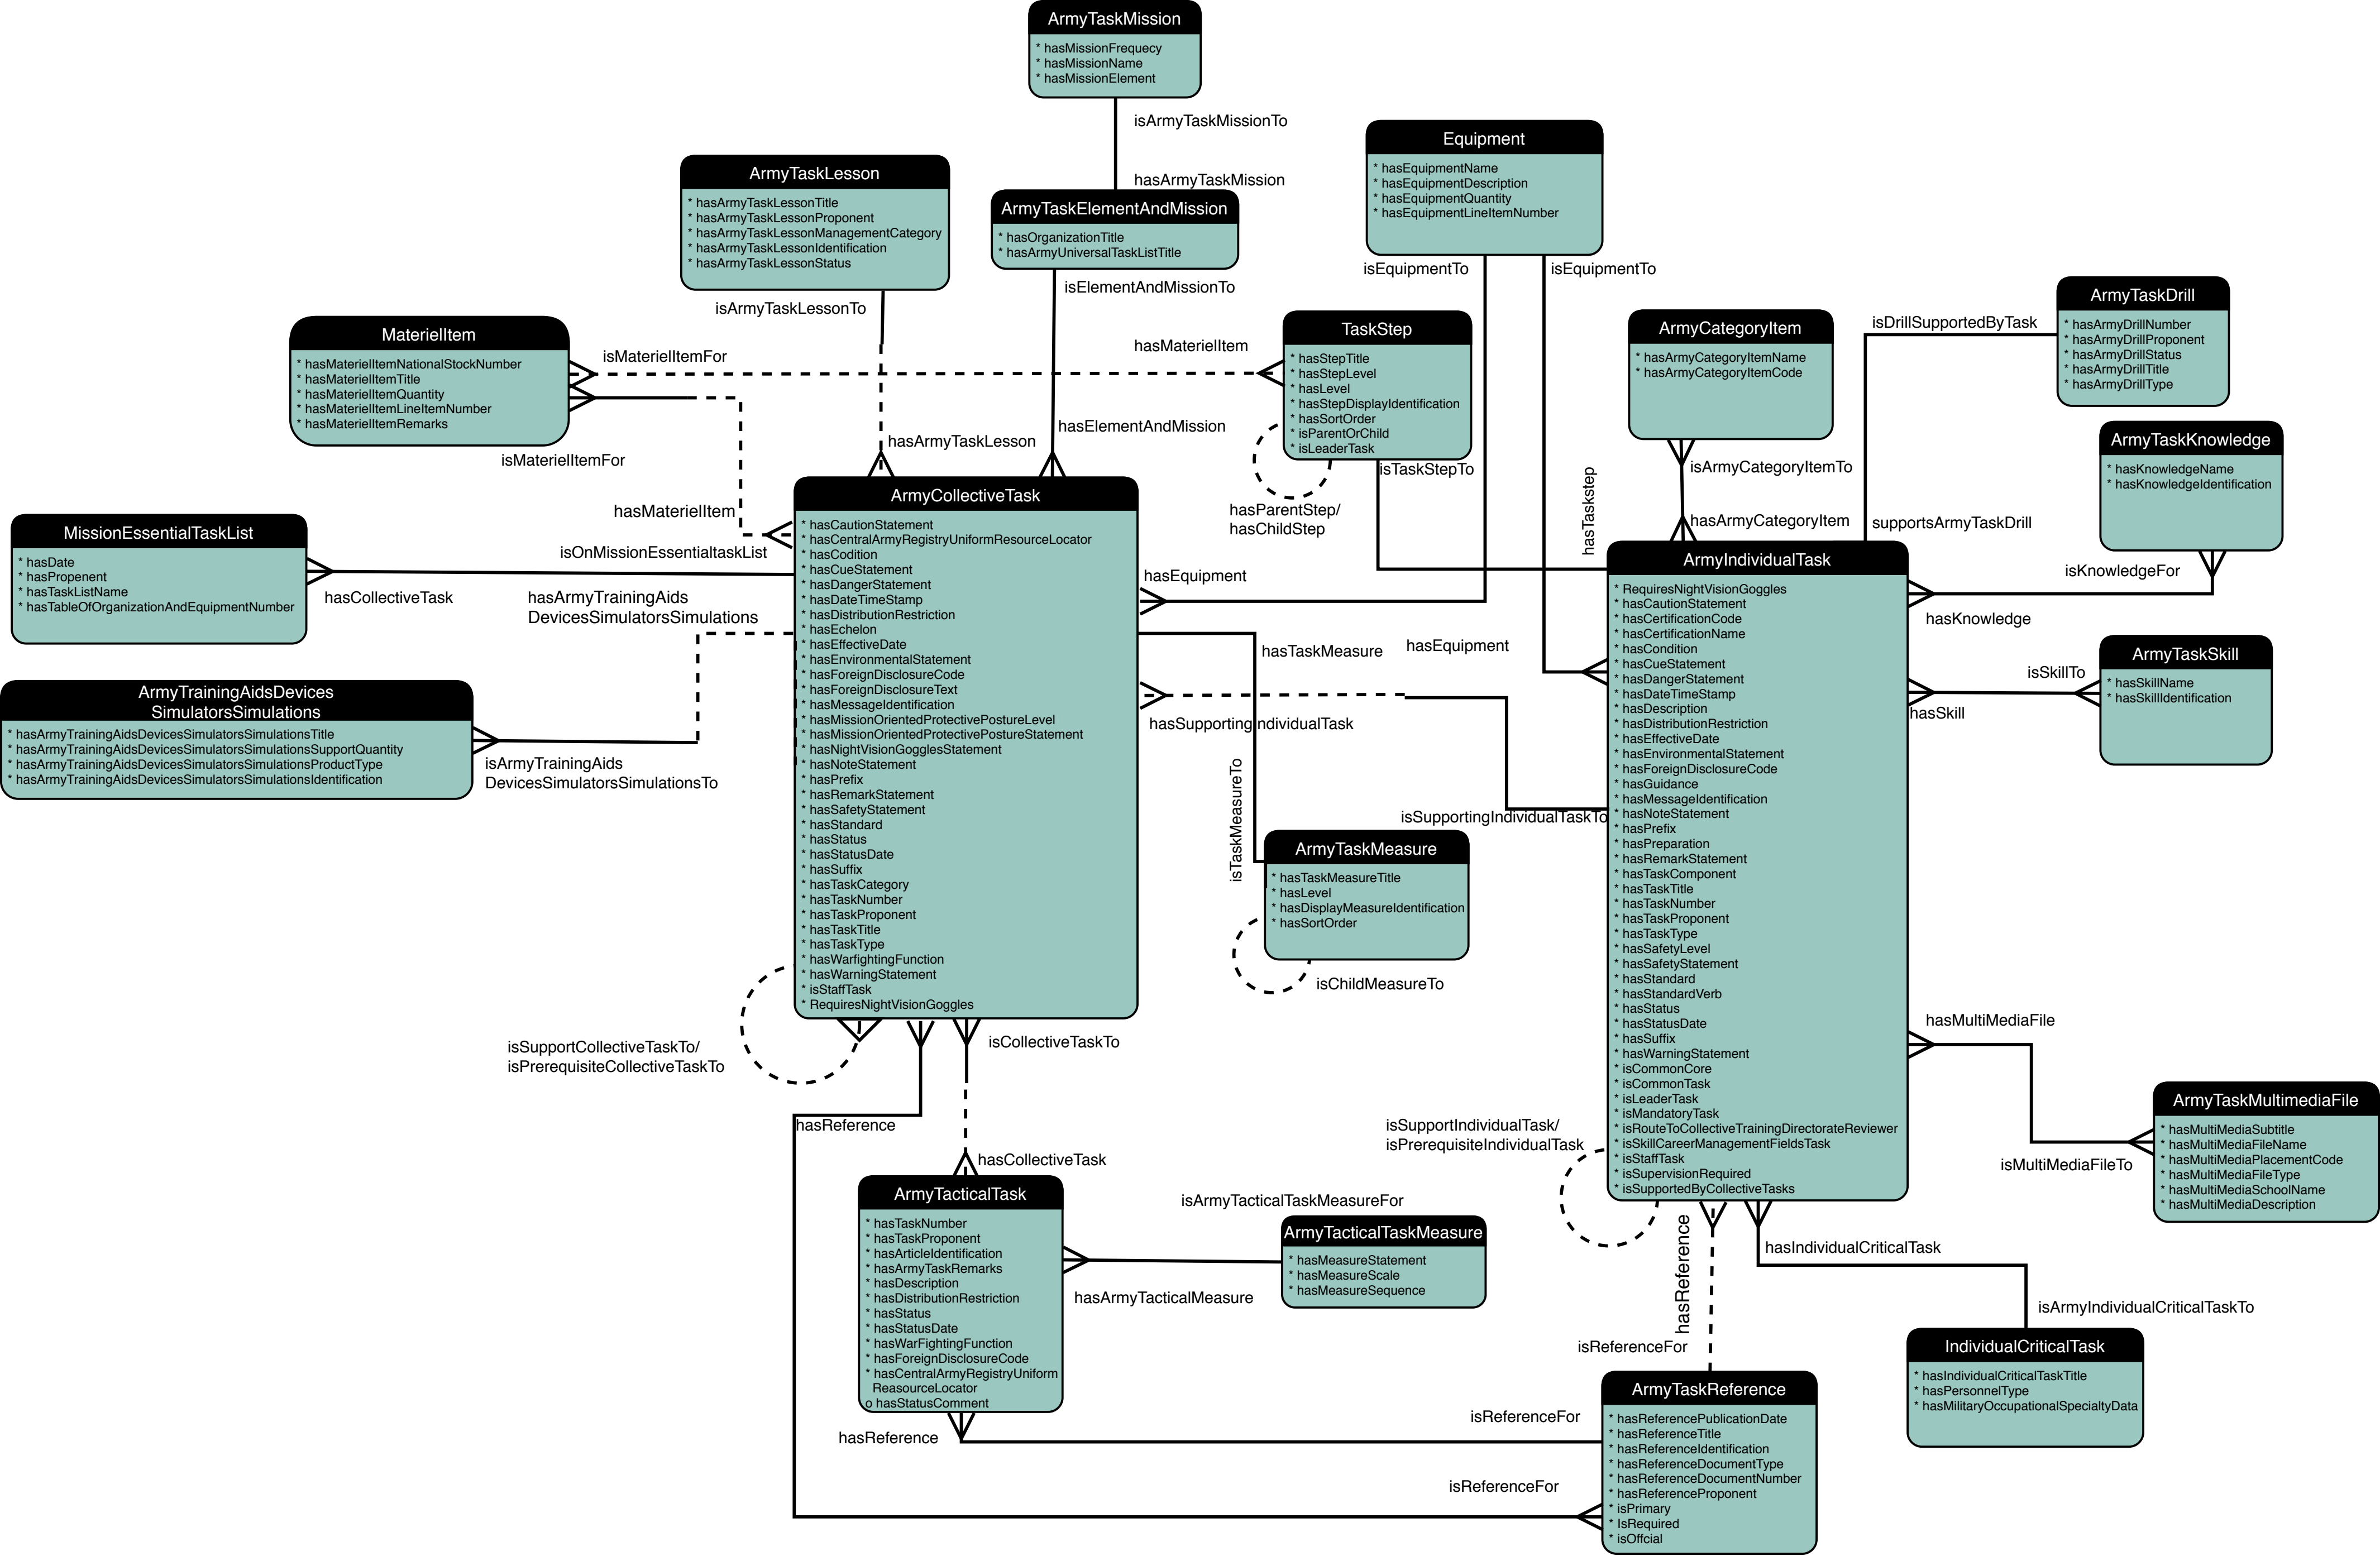 ArmyTaskMission
* hasMissionFrequecy
* hasMissionName
* hasMissionElement
isArmyTaskMissionTo
hasArmyTaskMission
ArmyTaskElementAndMission
* hasOrganizationTitle
* hasArmyUniversalTaskListTitle
isElementAndMissionTo
hasElementAndMission
ArmyTaskLesson
* hasArmyTaskLessonTitle
* hasArmyTaskLessonProponent
* hasArmyTaskLessonManagementCategory
* hasArmyTaskLessonIdentification
* hasArmyTaskLessonStatus
isArmyTaskLessonTo
hasArmyTaskLesson
Equipment
* hasEquipmentName
* hasEquipmentDescription
* hasEquipmentQuantity
* hasEquipmentLineItemNumber
isEquipmentTo
isEquipmentTo
MaterielItem
* hasMaterielItemNationalStockNumber
* hasMaterielItemTitle
* hasMaterielItemQuantity
* hasMaterielItemLineItemNumber
* hasMaterielItemRemarks
isMaterielItemFor
hasMaterielItem
isMaterielItemFor
hasMaterielItem
TaskStep
* hasStepTitle
* hasStepLevel
* hasLevel
* hasStepDisplayIdentification
* hasSortOrder
* isParentOrChild
* isLeaderTask
isTaskStepTo
hasParentStep/
hasChildStep
hasTaskstep
ArmyCategoryItem
* hasArmyCategoryItemName
* hasArmyCategoryItemCode
isArmyCategoryItemTo
hasArmyCategoryItem
ArmyTaskDrill
* hasArmyDrillNumber
* hasArmyDrillProponent
* hasArmyDrillStatus
* hasArmyDrillTitle
* hasArmyDrillType
isDrillSupportedByTask
supportsArmyTaskDrill
ArmyTaskKnowledge
* hasKnowledgeName
* hasKnowledgeIdentification
isKnowledgeFor
hasKnowledge
ArmyTaskSkill
* hasSkillName
* hasSkillIdentification
isSkillTo
hasSkill
MissionEssentialTaskList
* hasDate
* hasPropenent
* hasTaskListName
* hasTableOfOrganizationAndEquipmentNumber
isOnMissionEssentialtaskList
hasCollectiveTask
hasArmyTrainingAids
DevicesSimulatorsSimulations
ArmyTrainingAidsDevices
SimulatorsSimulations
* hasArmyTrainingAidsDevicesSimulatorsSimulationsTitle
* hasArmyTrainingAidsDevicesSimulatorsSimulationsSupportQuantity
* hasArmyTrainingAidsDevicesSimulatorsSimulationsProductType
* hasArmyTrainingAidsDevicesSimulatorsSimulationsIdentification
isArmyTrainingAids
DevicesSimulatorsSimulationsTo
ArmyCollectiveTask
* hasCautionStatement
* hasCentralArmyRegistryUniformResourceLocator
* hasCodition
* hasCueStatement
* hasDangerStatement
* hasDateTimeStamp
* hasDistributionRestriction
* hasEchelon
* hasEffectiveDate
* hasEnvironmentalStatement
* hasForeignDisclosureCode
* hasForeignDisclosureText
* hasMessageIdentification
* hasMissionOrientedProtectivePostureLevel
* hasMissionOrientedProtectivePostureStatement
* hasNightVisionGogglesStatement
* hasNoteStatement
* hasPrefix
* hasRemarkStatement
* hasSafetyStatement
* hasStandard
* hasStatus
* hasStatusDate
* hasSuffix
* hasTaskCategory
* hasTaskNumber
* hasTaskProponent
* hasTaskTitle
* hasTaskType
* hasWarfightingFunction
* hasWarningStatement
* isStaffTask
* RequiresNightVisionGoggles
hasEquipment
hasTaskMeasure
hasEquipment
hasSupportingIndividualTask
isTaskMeasureTo
isSupportingIndividualTaskTo
ArmyTaskMeasure
* hasTaskMeasureTitle
* hasLevel
* hasDisplayMeasureIdentification
* hasSortOrder
isChildMeasureTo
isSupportCollectiveTaskTo/
isPrerequisiteCollectiveTaskTo
isCollectiveTaskTo
hasReference
hasCollectiveTask
ArmyIndividualTask
* RequiresNightVisionGoggles
* hasCautionStatement
* hasCertificationCode
* hasCertificationName
* hasCondition
* hasCueStatement
* hasDangerStatement
* hasDateTimeStamp
* hasDescription
* hasDistributionRestriction
* hasEffectiveDate
* hasEnvironmentalStatement
* hasForeignDisclosureCode
* hasGuidance
* hasMessageIdentification
* hasNoteStatement
* hasPrefix
* hasPreparation
* hasRemarkStatement
* hasTaskComponent
* hasTaskTitle
* hasTaskNumber
* hasTaskProponent
* hasTaskType
* hasSafetyLevel
* hasSafetyStatement
* hasStandard
* hasStandardVerb
* hasStatus
* hasStatusDate
* hasSuffix
* hasWarningStatement
* isCommonCore
* isCommonTask
* isLeaderTask
* isMandatoryTask
* isRouteToCollectiveTrainingDirectorateReviewer
* isSkillCareerManagementFieldsTask
* isStaffTask
* isSupervisionRequired
* isSupportedByCollectiveTasks
isSupportIndividualTask/
isPrerequisiteIndividualTask
hasMultiMediaFile
isMultiMediaFileTo
ArmyTaskMultimediaFile
* hasMultiMediaSubtitle
* hasMultiMediaFileName
* hasMultiMediaPlacementCode
* hasMultiMediaFileType
* hasMultiMediaSchoolName
* hasMultiMediaDescription
ArmyTacticalTask
* hasTaskNumber
* hasTaskProponent
* hasArticleIdentification
* hasArmyTaskRemarks
* hasDescription
* hasDistributionRestriction
* hasStatus
* hasStatusDate
* hasWarFightingFunction
* hasForeignDisclosureCode
* hasCentralArmyRegistryUniform
ReasourceLocator
o hasStatusComment
isArmyTacticalTaskMeasureFor
hasArmyTacticalMeasure
ArmyTacticalTaskMeasure
* hasMeasureStatement
* hasMeasureScale
* hasMeasureSequence
hasReference
isReferenceFor
hasIndividualCriticalTask
isArmyIndividualCriticalTaskTo
IndividualCriticalTask
* hasIndividualCriticalTaskTitle
* hasPersonnelType
* hasMilitaryOccupationalSpecialtyData
hasReference
isReferenceFor
isReferenceFor
ArmyTaskReference
* hasReferencePublicationDate
* hasReferenceTitle
* hasReferenceIdentification
* hasReferenceDocumentType
* hasReferenceDocumentNumber
* hasReferenceProponent
* isPrimary
* IsRequired
* isOffcial